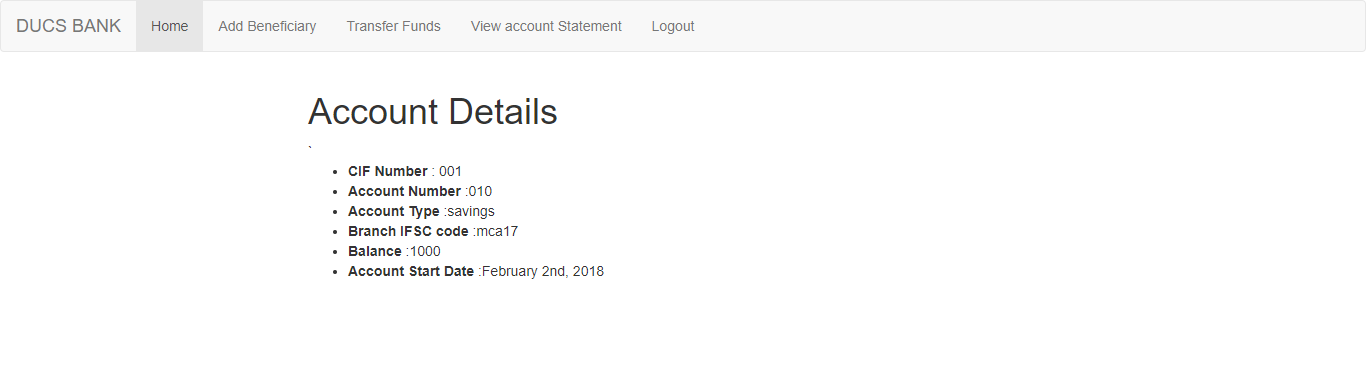 DUCS BANK Home Add Beneficiary Transfer Funds View account Statement Logout
Account Details
`
• CIF Number : 001
• Account Number :010
• Account Type :savings
• Branch IFSC code :mca17
• Balance :1000
• Account Start Date :February 2nd, 2018